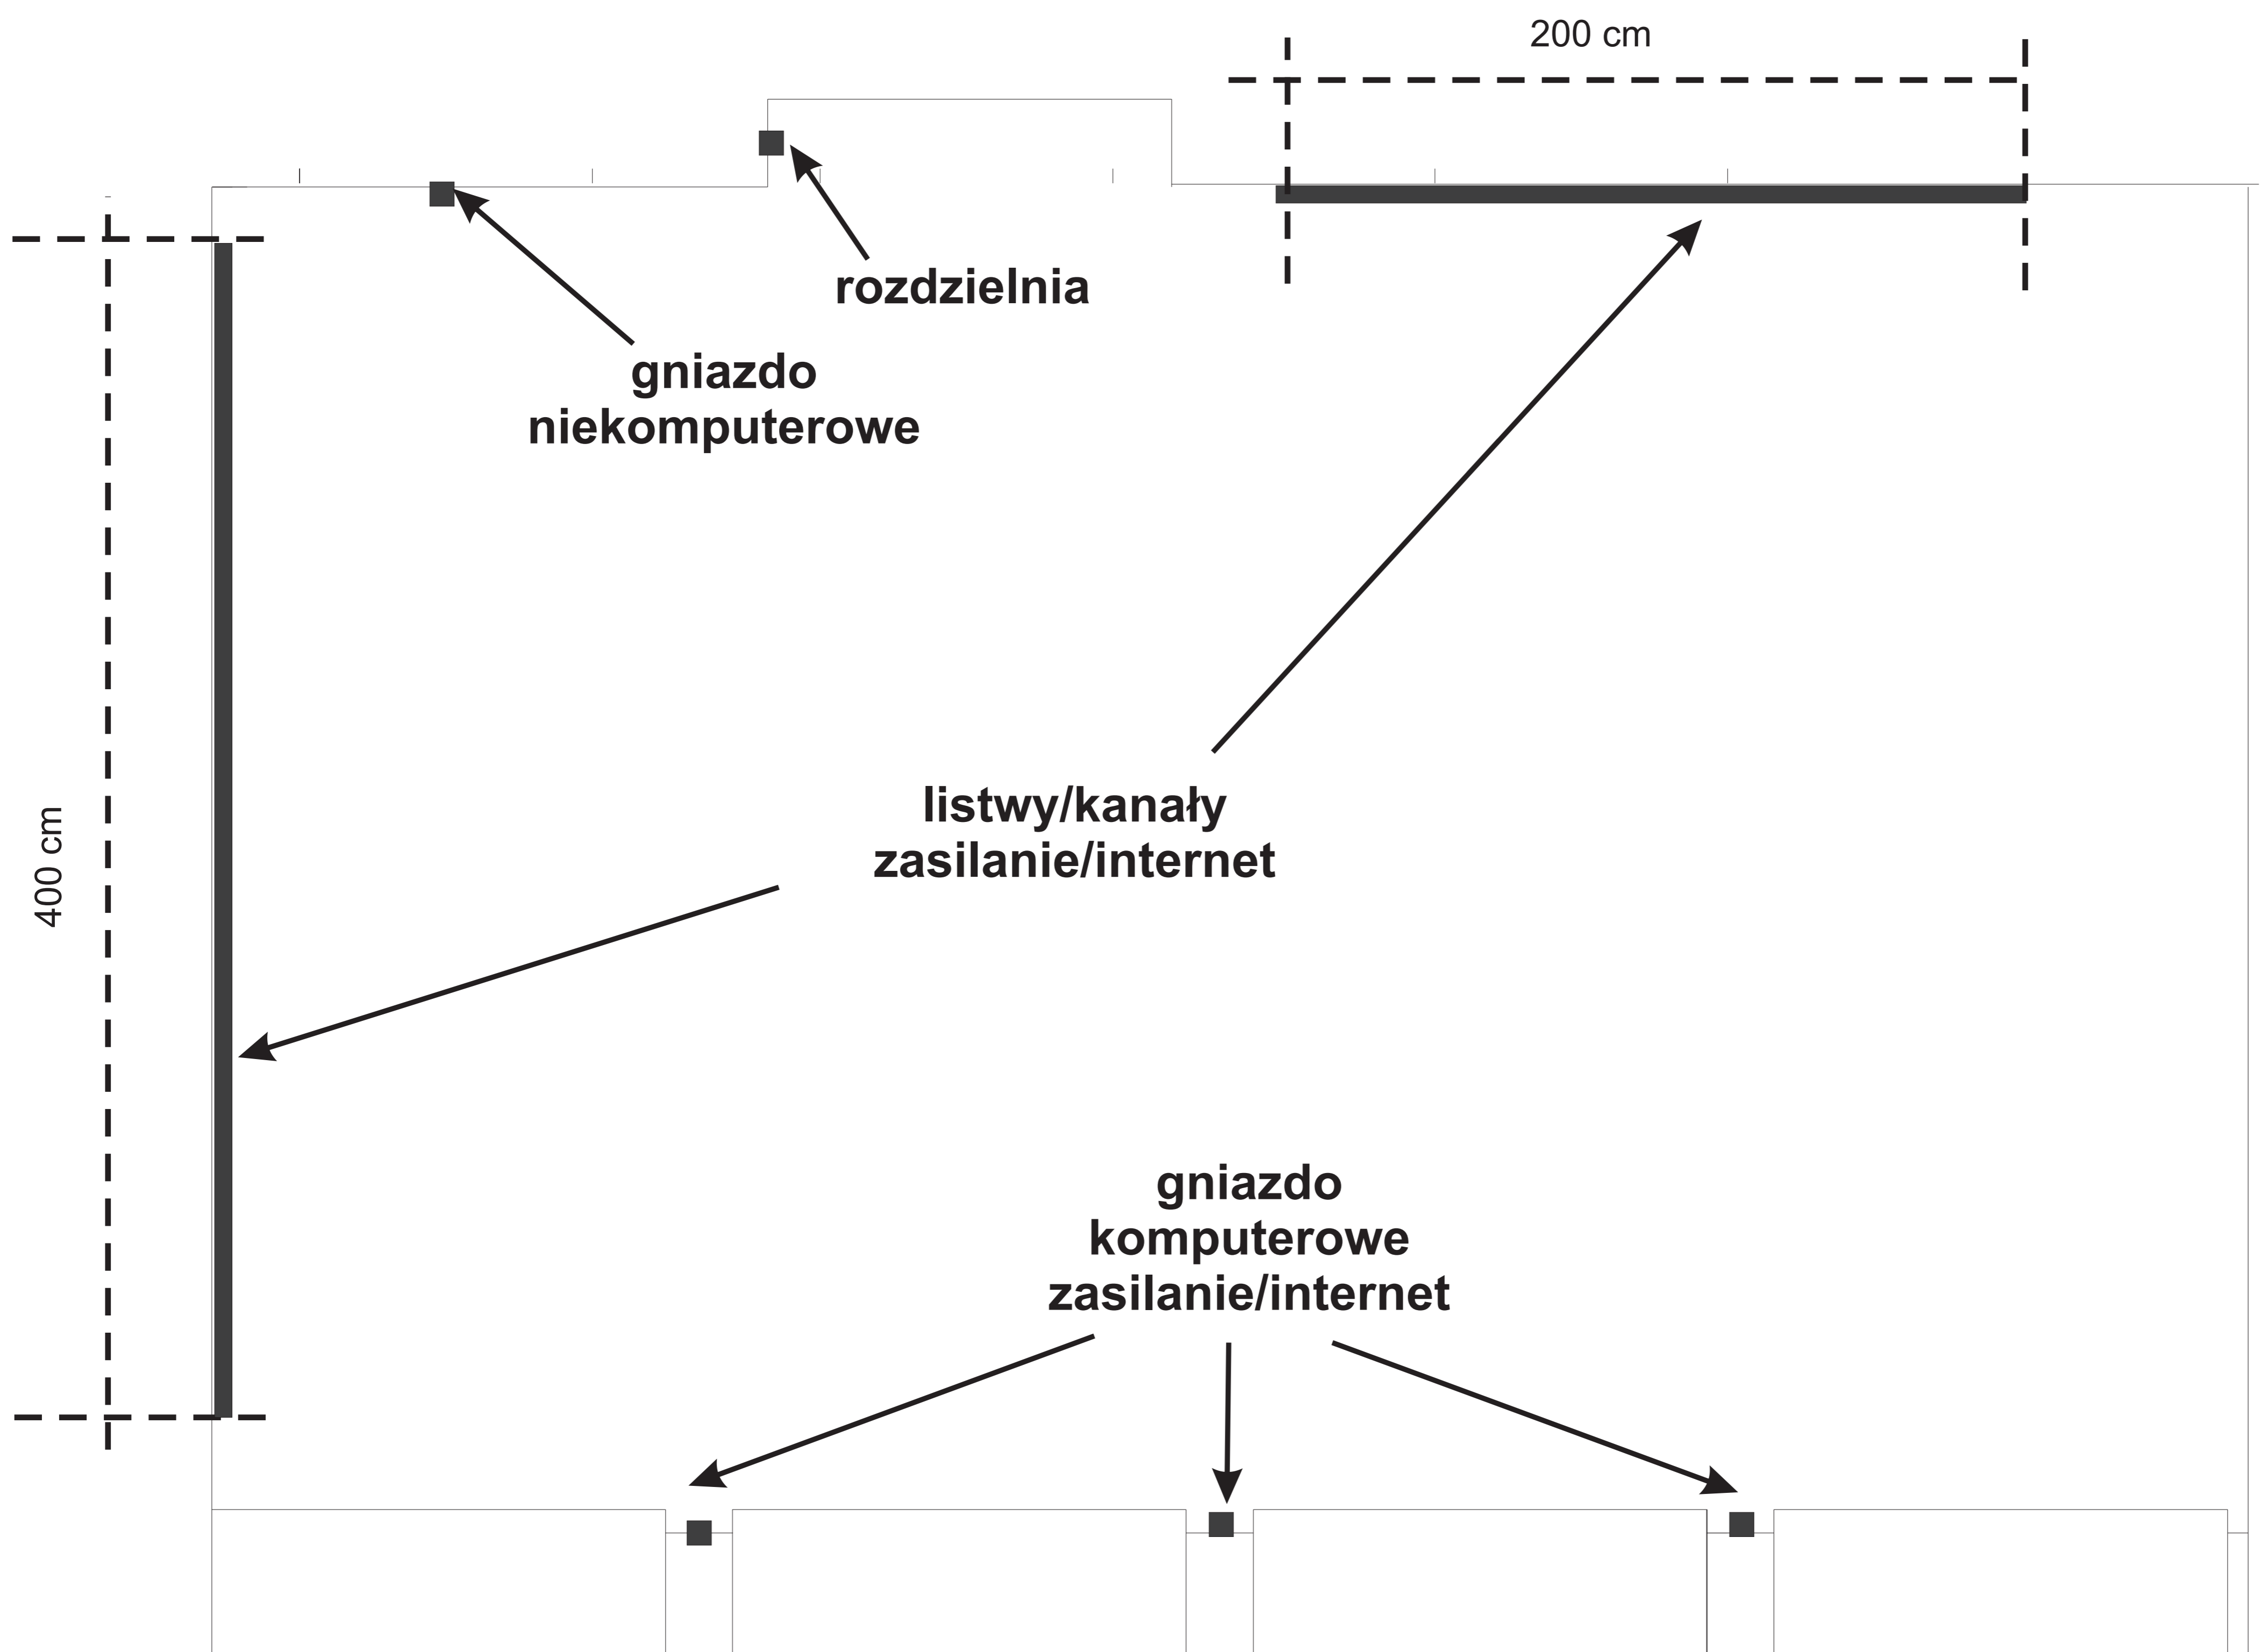 200 cm
rozdzielnia
gniazdo
niekomputerowe
listwy/kanały
zasilanie/internet
400 cm
gniazdo
komputerowe
zasilanie/internet